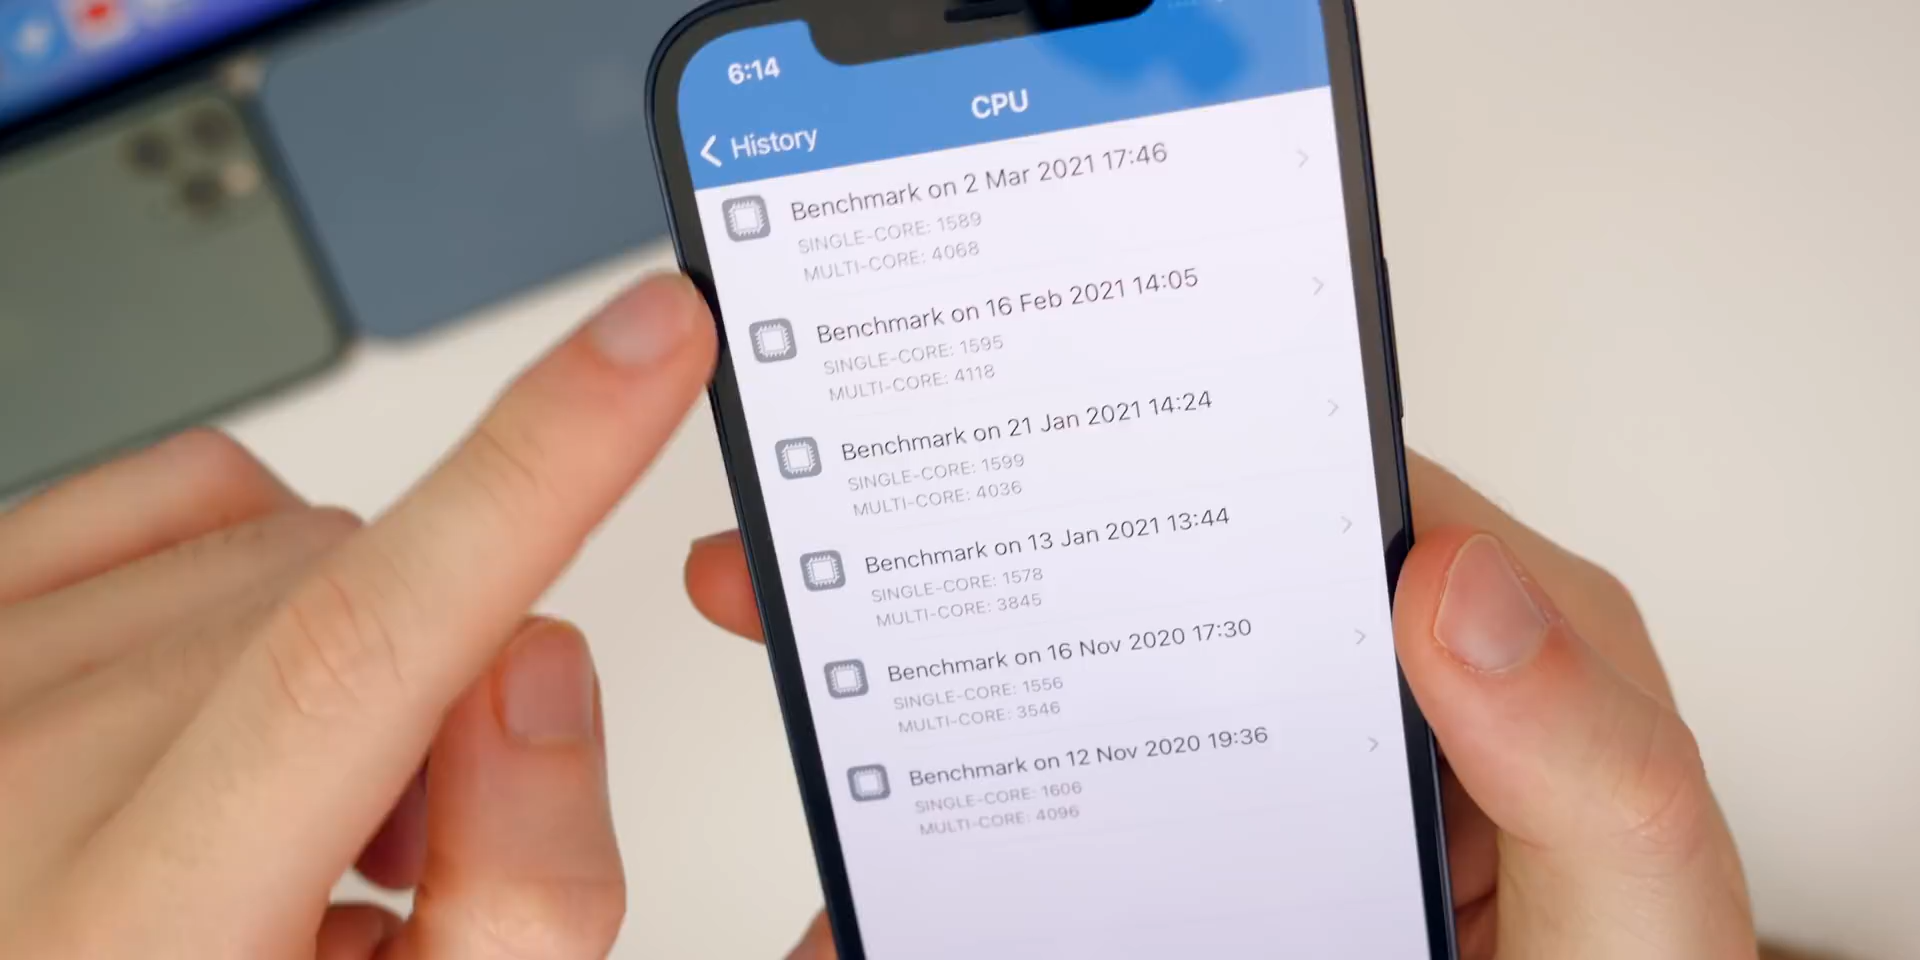 6:14
CPU
History
Benchmark on 2 Mar 2021 17:46
SINGLE-CORE: 1589
MULTI-CORE: 4068
Benchmark on 16 Feb 2021 14:05
SINGLE-CORE: 1595
MULTI-CORE: 4118
Benchmark on 21 Jan 2021 14:24
SINGLE-CORE: 1599
MULTI-CORE: 4036
Benchmark on 13 Jan 2021 13:44
SINGLE-CORE: 1578
MULTI-CORE: 3845
Benchmark on 16 Nov 2020 17:30
SINGLE-CORE: 1556
MULTI-CORE: 3546
Benchmark on 12 Nov 2020 19:36
SINGLE-CORE: 1606
MULTI-CORE: 4096